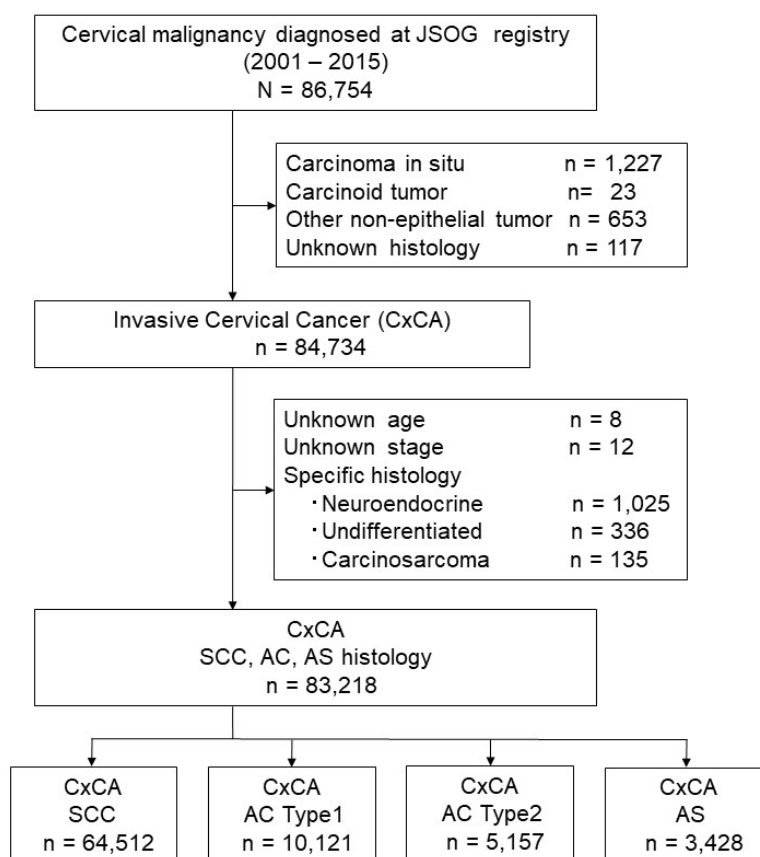 Cervical malignancy diagnosed at JSOG registry
(2001 – 2015)
N = 86,754
Carcinoma in situ n = 1,227
Carcinoid tumor n= 23
Other non-epithelial tumor n = 653
Unknown histology n = 117
Invasive Cervical Cancer (CxCA)
n = 84,734
Unknown age n = 8
Unknown stage n = 12
Specific histology
・Neuroendocrine n = 1,025
・Undifferentiated n = 336
・Carcinosarcoma n = 135
CxCA
SCC, AC, AS histology
n = 83,218
CxCA
SCC
n = 64,512
CxCA
AC Type1
n = 10,121
CxCA
AC Type2
n = 5,157
CxCA
AS
n = 3,428